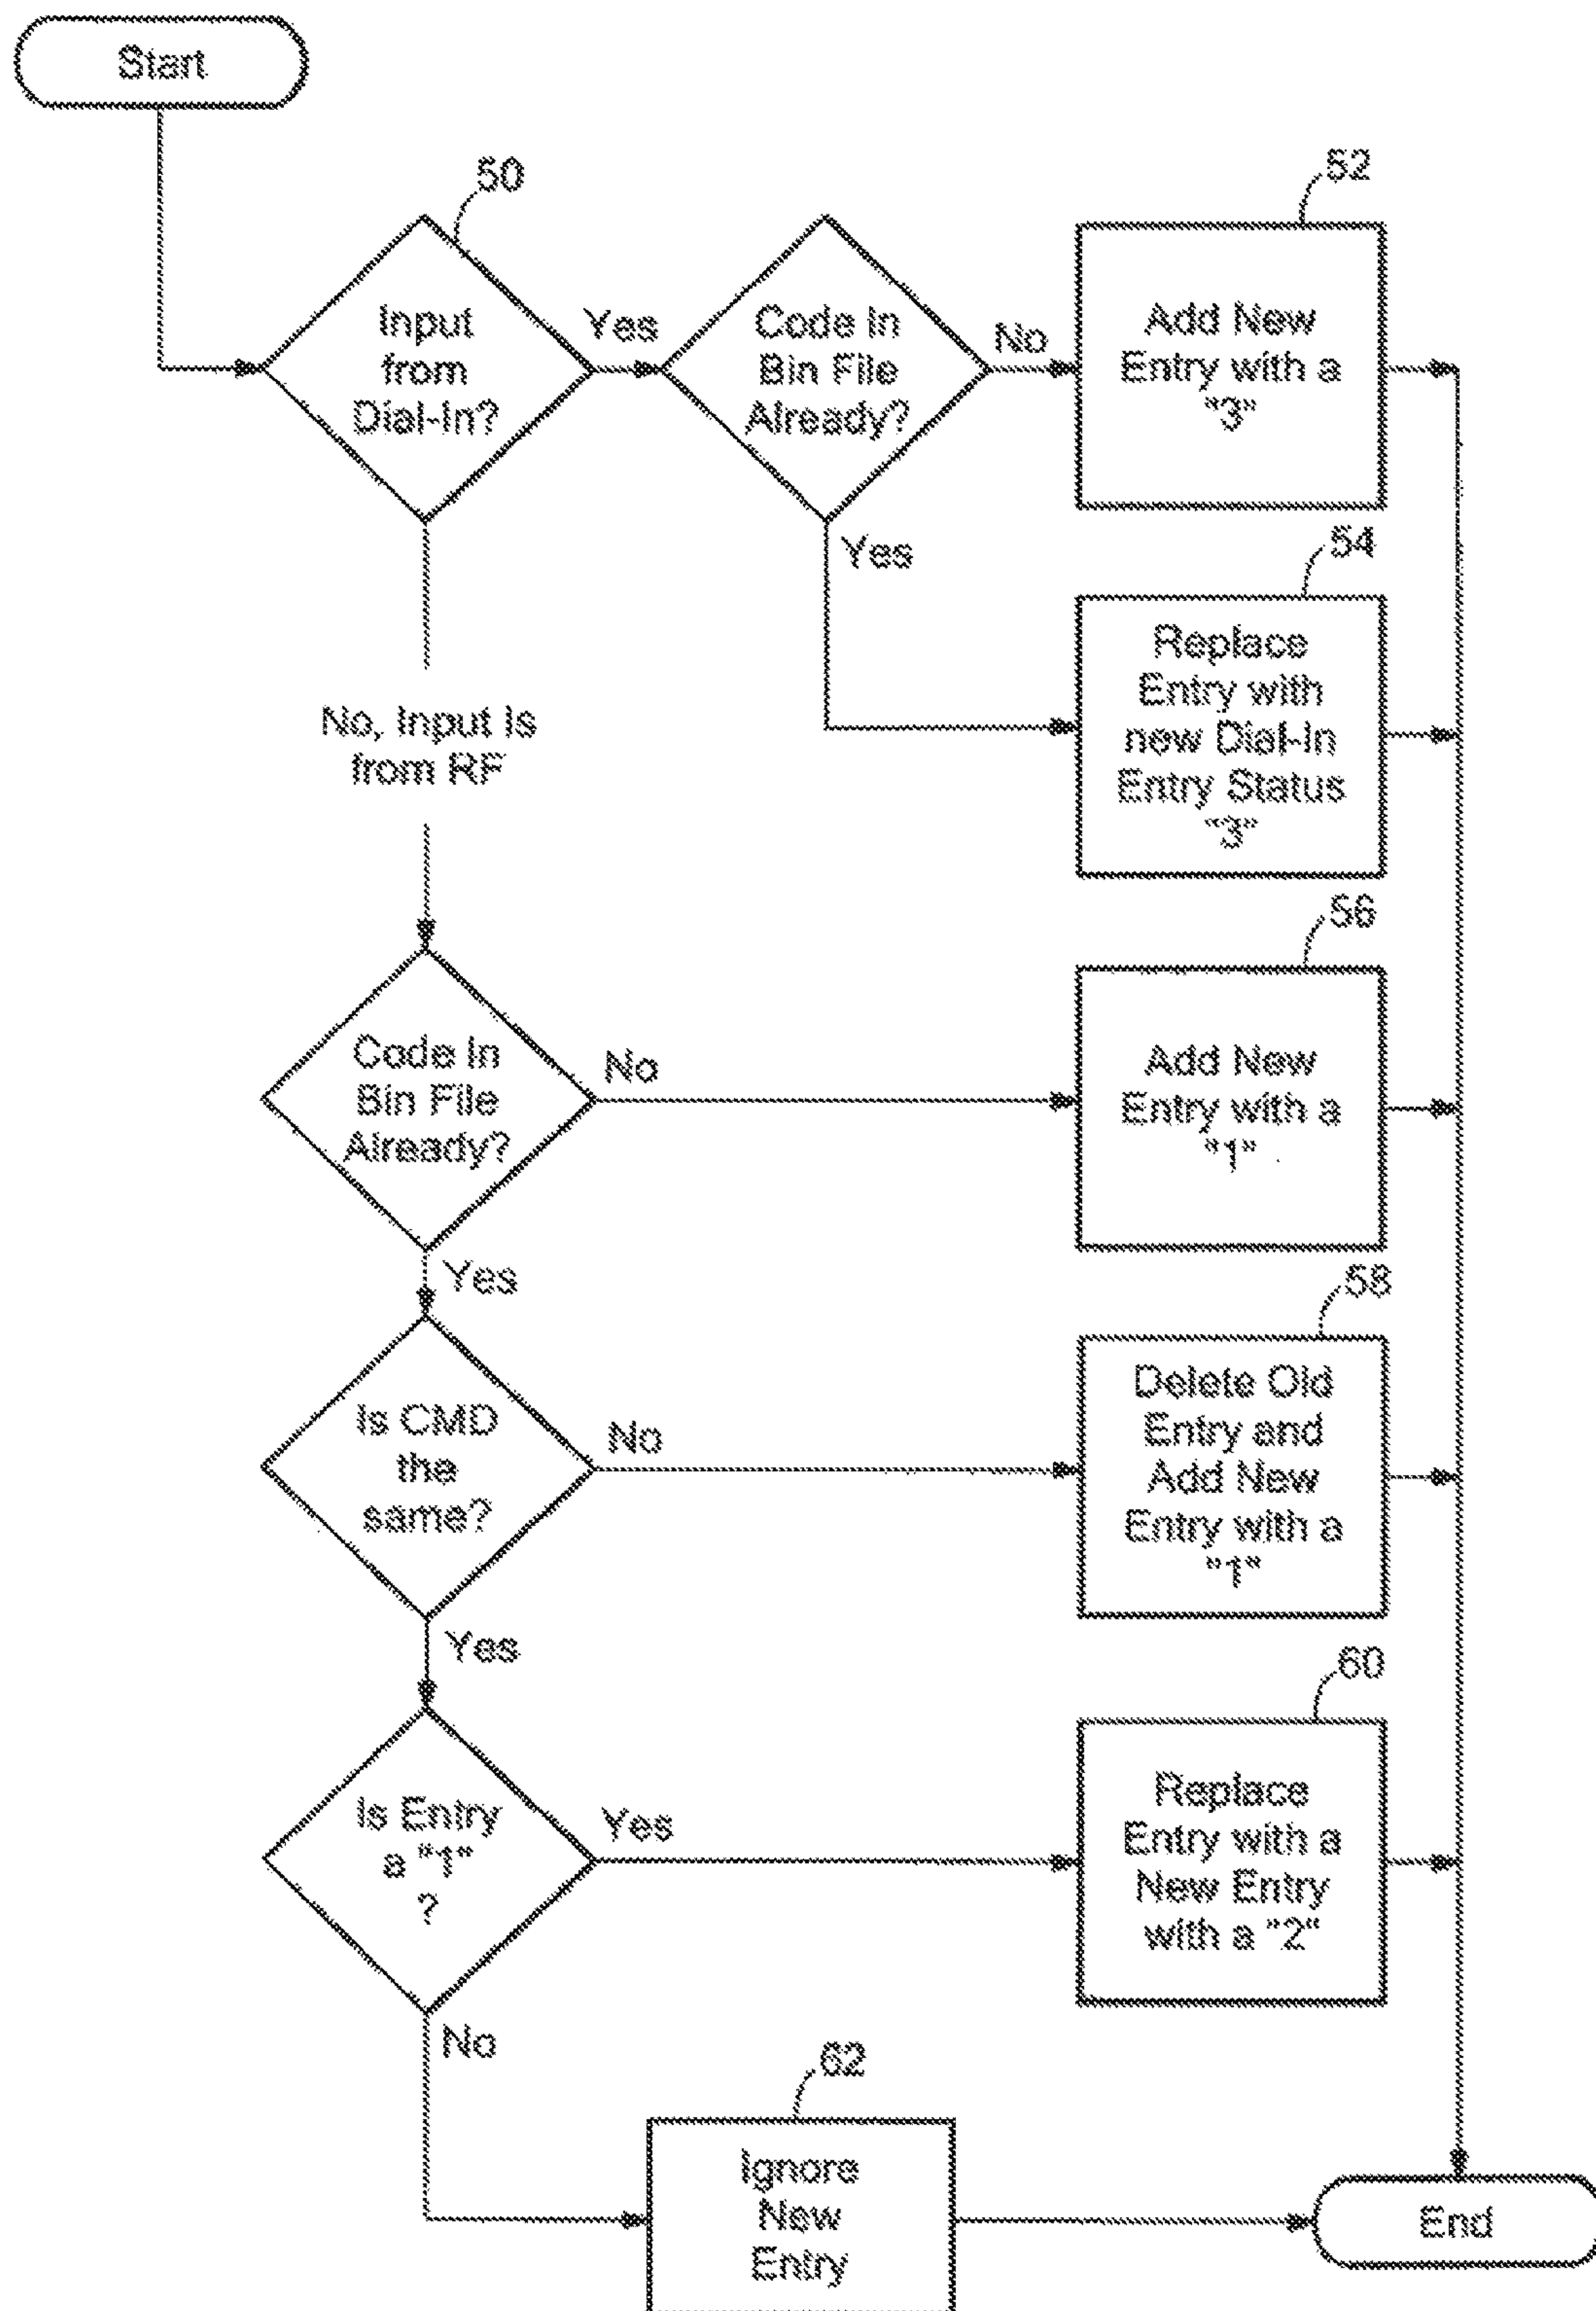 Start
50
Input
from
Dial-In?
Yes
Code In
Bin File
Already?
No
52
Add New
Entry with a
"3"
Yes
54
Replace
Entry with
new Dial-In
Entry Status
"3"
No, Input is
from RF
56
Code In
Bin File
Already?
No
Add New
Entry with a
"1"
Yes
58
Is CMD
the
same?
No
Delete Old
Entry and
Add New
Entry with a
"1"
Yes
60
Is Entry
a "1"
?
Yes
Replace
Entry with a
New Entry
with a "2"
No
62
Ignore
New
Entry
End